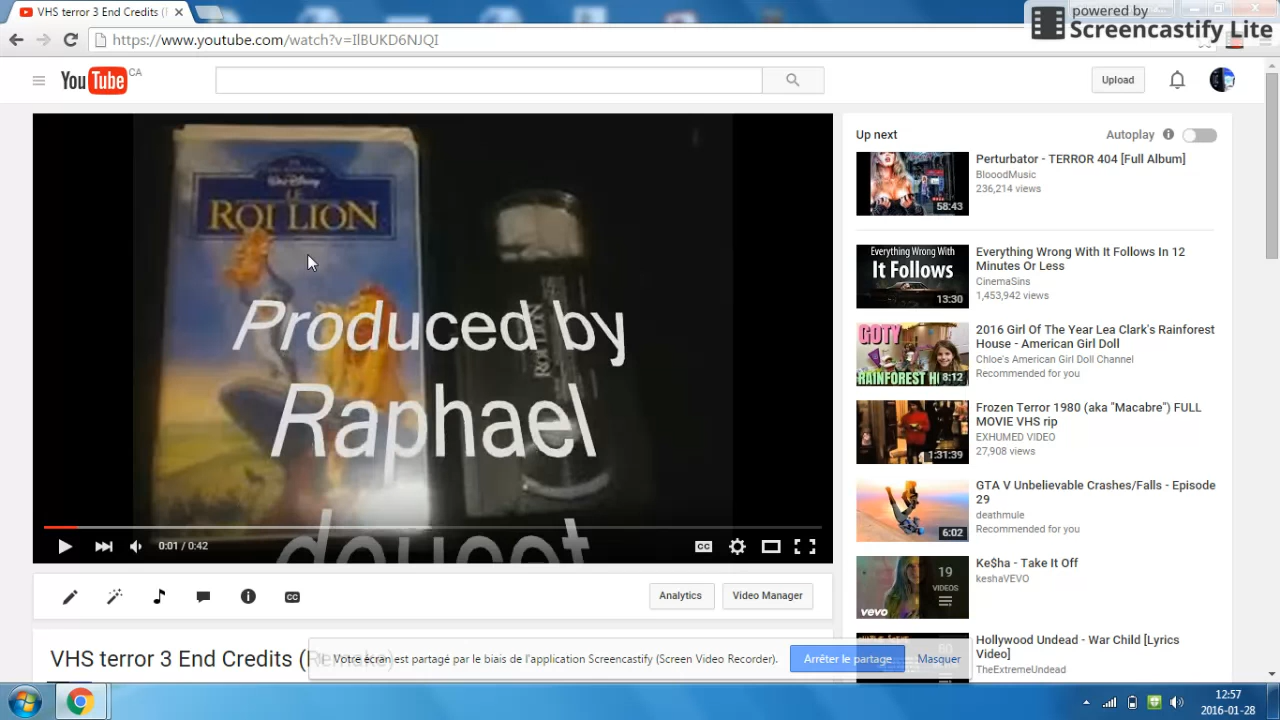 VHS terror 3 End Credits (
powered by
Screencastify Lite
https://www.youtube.com/watch
YouTube CA
Upload
LION
Produced by
Raphael
doucet
0:01 / 0:42
CC
CC
Analytics
Video Manager
VHS terror 3 End Credits (
Votre écran est partagé par le biais de l'application Screencastify (Screen Video Recorder).
Arrêter le partage
Masquer
Up next
Autoplay
Perturbator - TERROR 404 [Full Album]
BlooodMusic
236,214 views
58:43
Everything Wrong With
It Follows
13:30
Everything Wrong With It Follows In 12
Minutes Or Less
CinemaSins
1,453,942 views
GOTY
RAINFOREST
8:12
2016 Girl Of The Year Lea Clark's Rainforest
House - American Girl Doll
Chloe's American Girl Doll Channel
Recommended for you
1:31:39
Frozen Terror 1980 (aka "Macabre") FULL
MOVIE VHS rip
EXHUMED VIDEO
27,908 views
6:02
GTA V Unbelievable Crashes/Falls - Episode
29
deathmule
Recommended for you
19
VIDEOS
vevo
Ke$ha - Take It Off
keshaVEVO
Hollywood Undead - War Child [Lyrics
Video]
TheExtremeUndead
12:57
2016-01-28